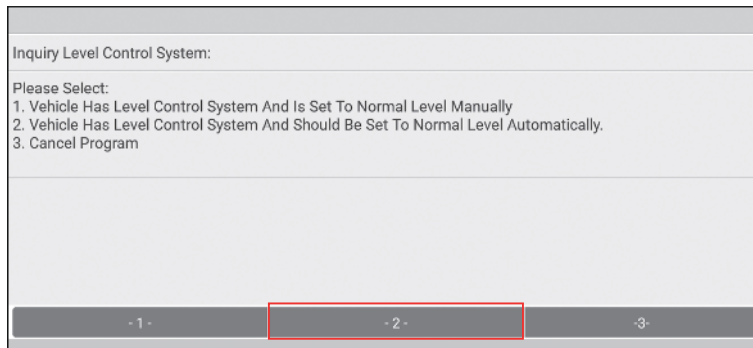 Inquiry Level Control System:
Please Select:
1. Vehicle Has Level Control System And Is Set To Normal Level Manually
2. Vehicle Has Level Control System And Should Be Set To Normal Level Automatically.
3. Cancel Program
- 1 - - 2 - -3-